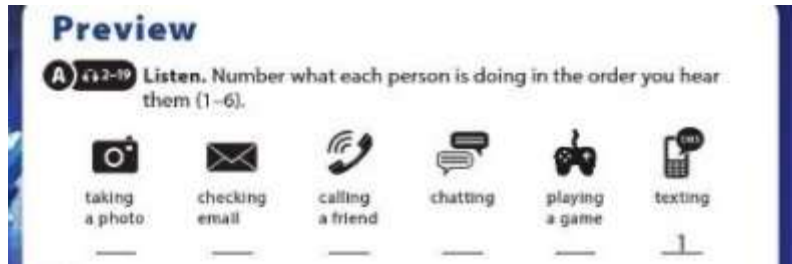 Preview
A 2-19 Listen. Number what each person is doing in the order you hear
them (1–6).
SMS
taking checking calling chatting playing texting
a photo email a friend a game
1